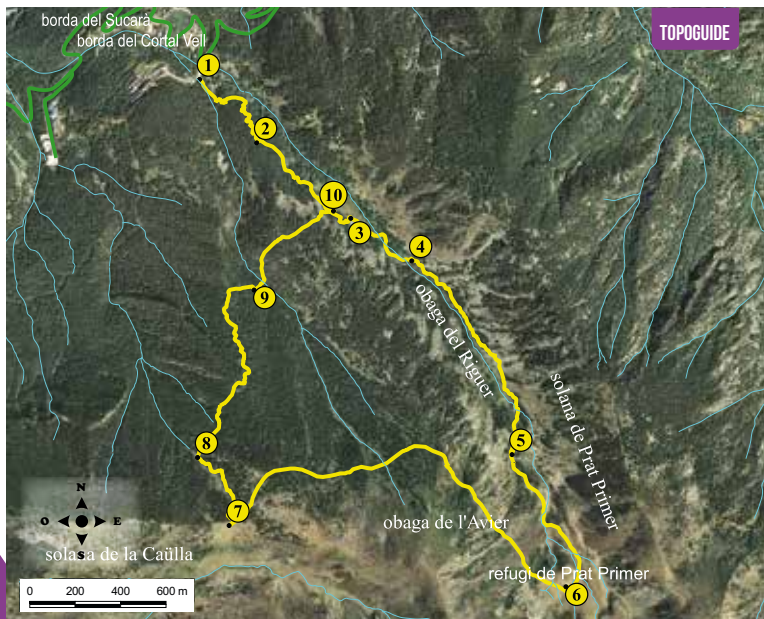 borda del Sucarà
TOPOGUIDE
borda del Cortal Vell
1
2
10
3
4
9
obaga del Riguer
solana de Prat Primer
8
5
7
N
O E
S
obaga de l'Avier
solana de la Caülla
refugi de Prat Primer
6
0 200 400 600 m